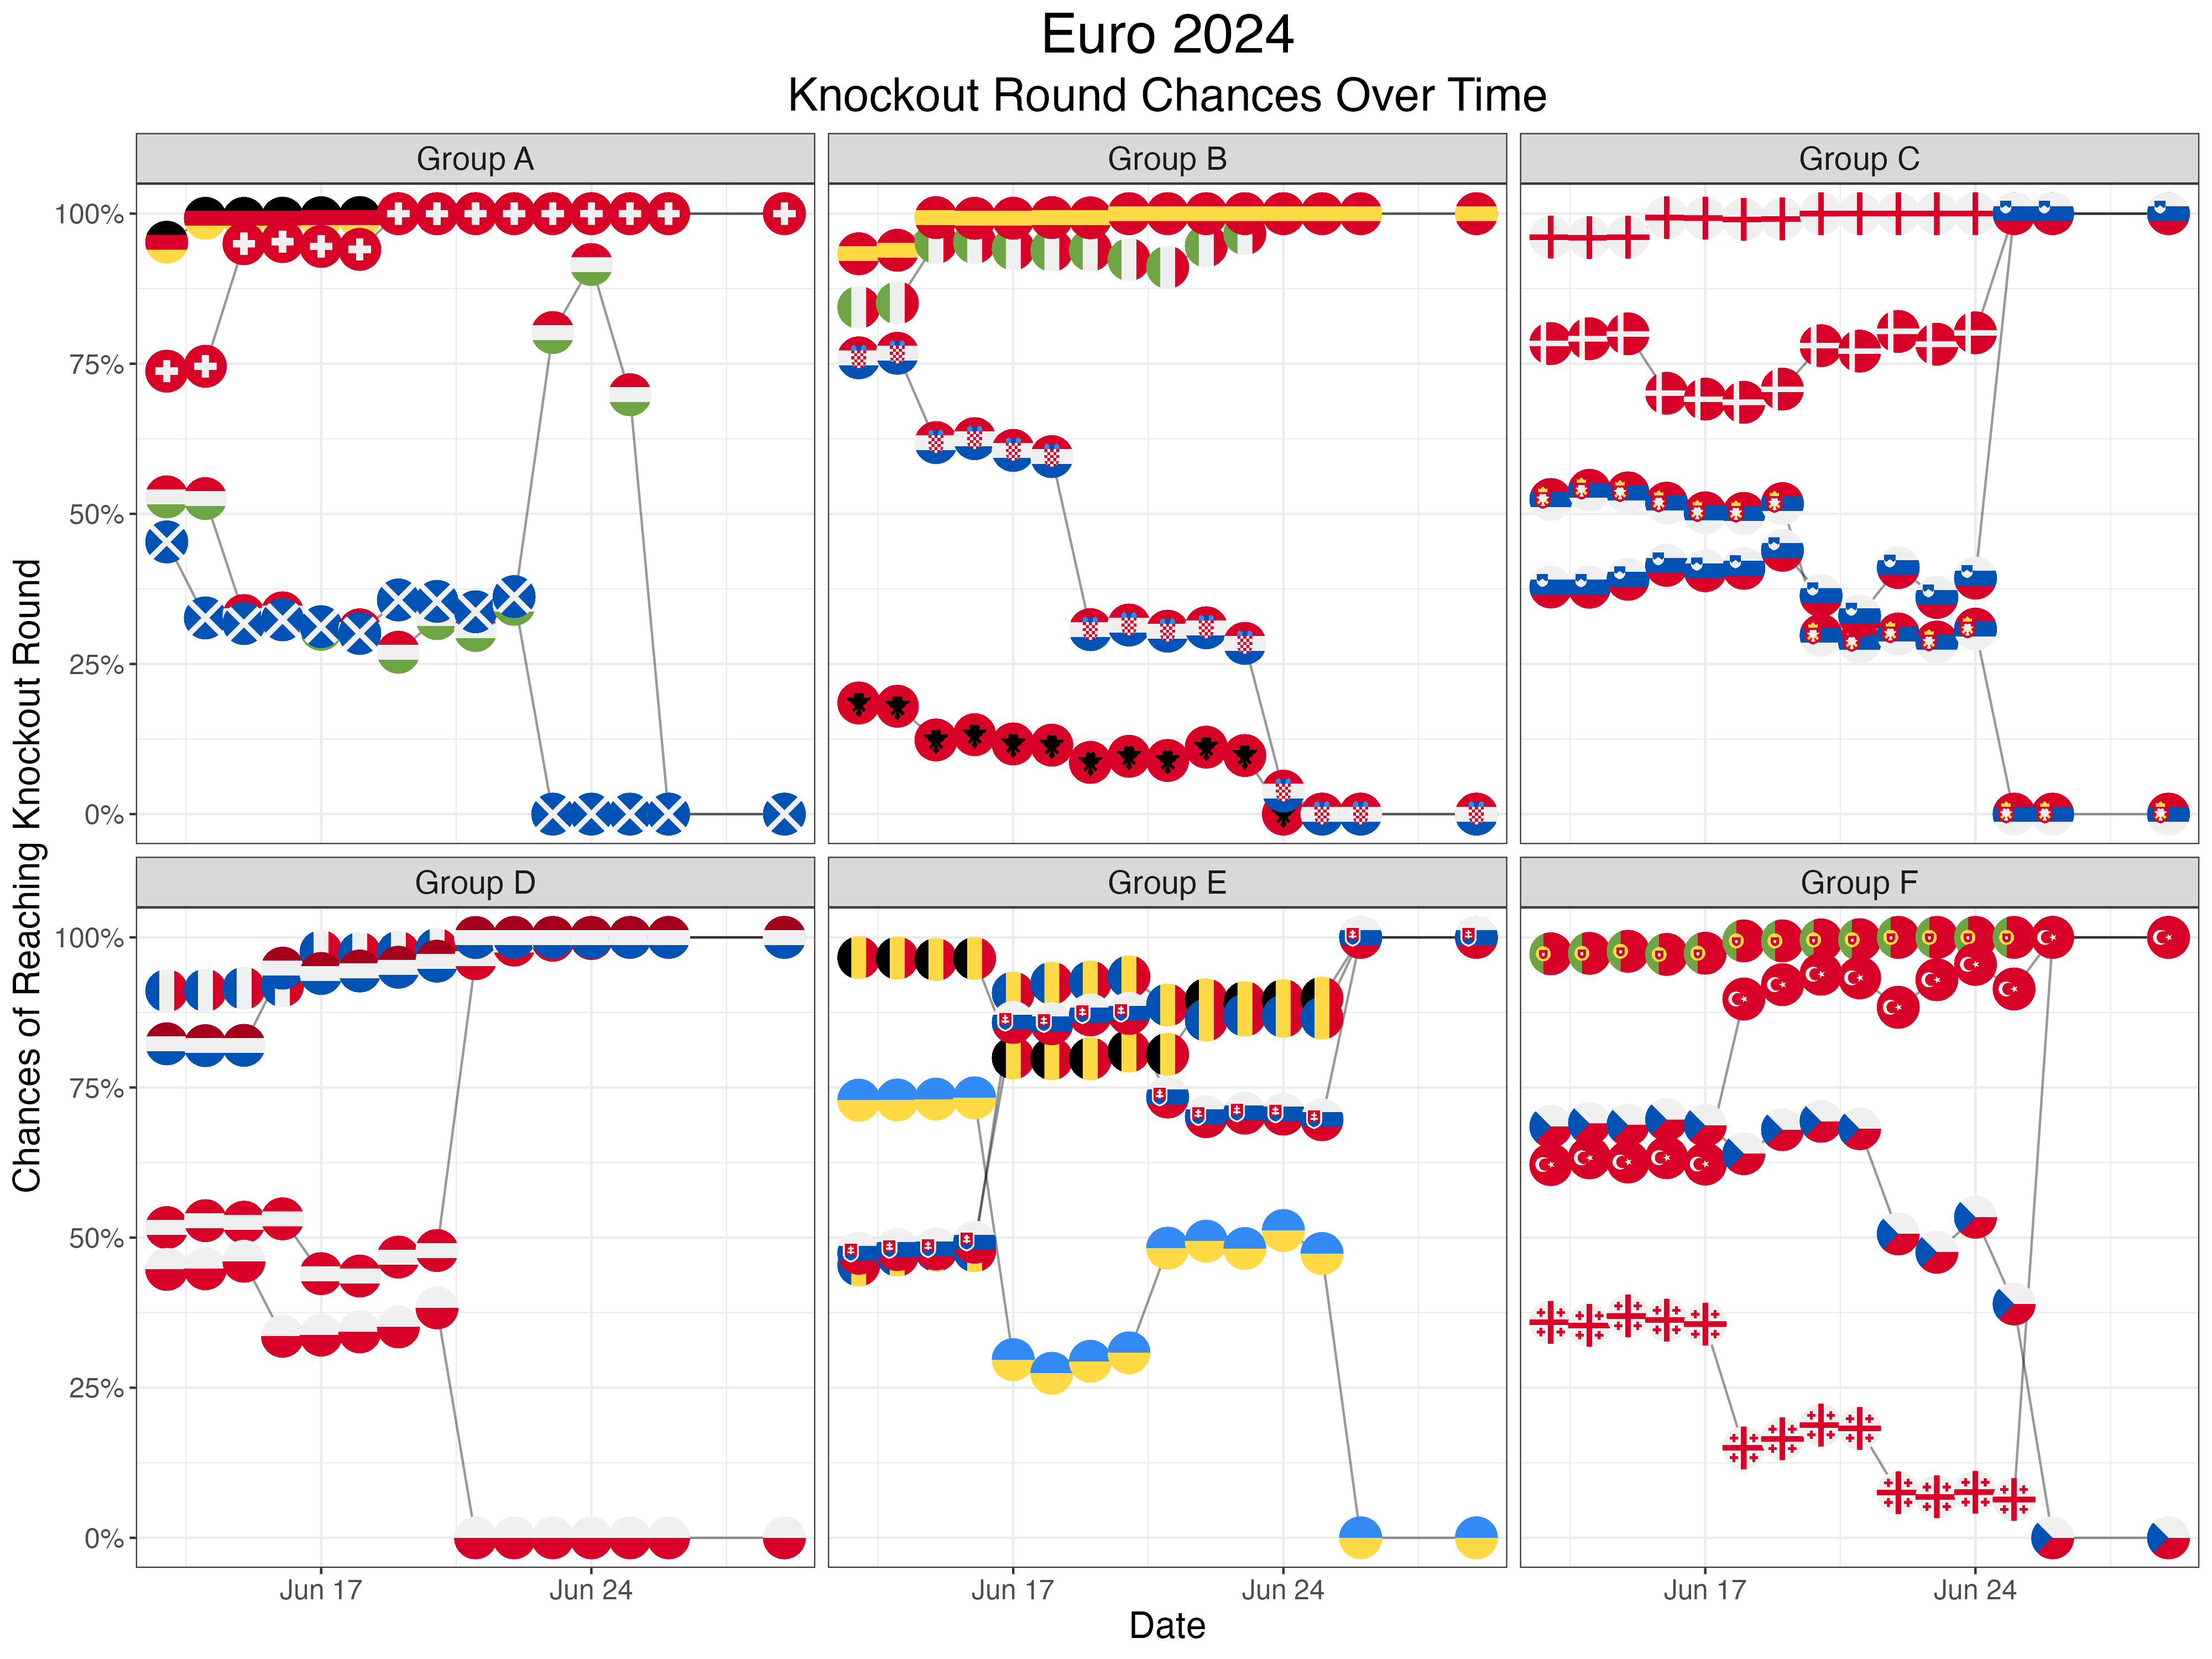 Euro 2024
Knockout Round Chances Over Time
Group A
Group B
Group C
100%
75%
50%
25%
0%
Group D
Group E
Group F
100%
75%
50%
25%
0%
Jun 17
Jun 24
Jun 17
Jun 24
Jun 17
Jun 24
Date
Chances of Reaching Knockout Round